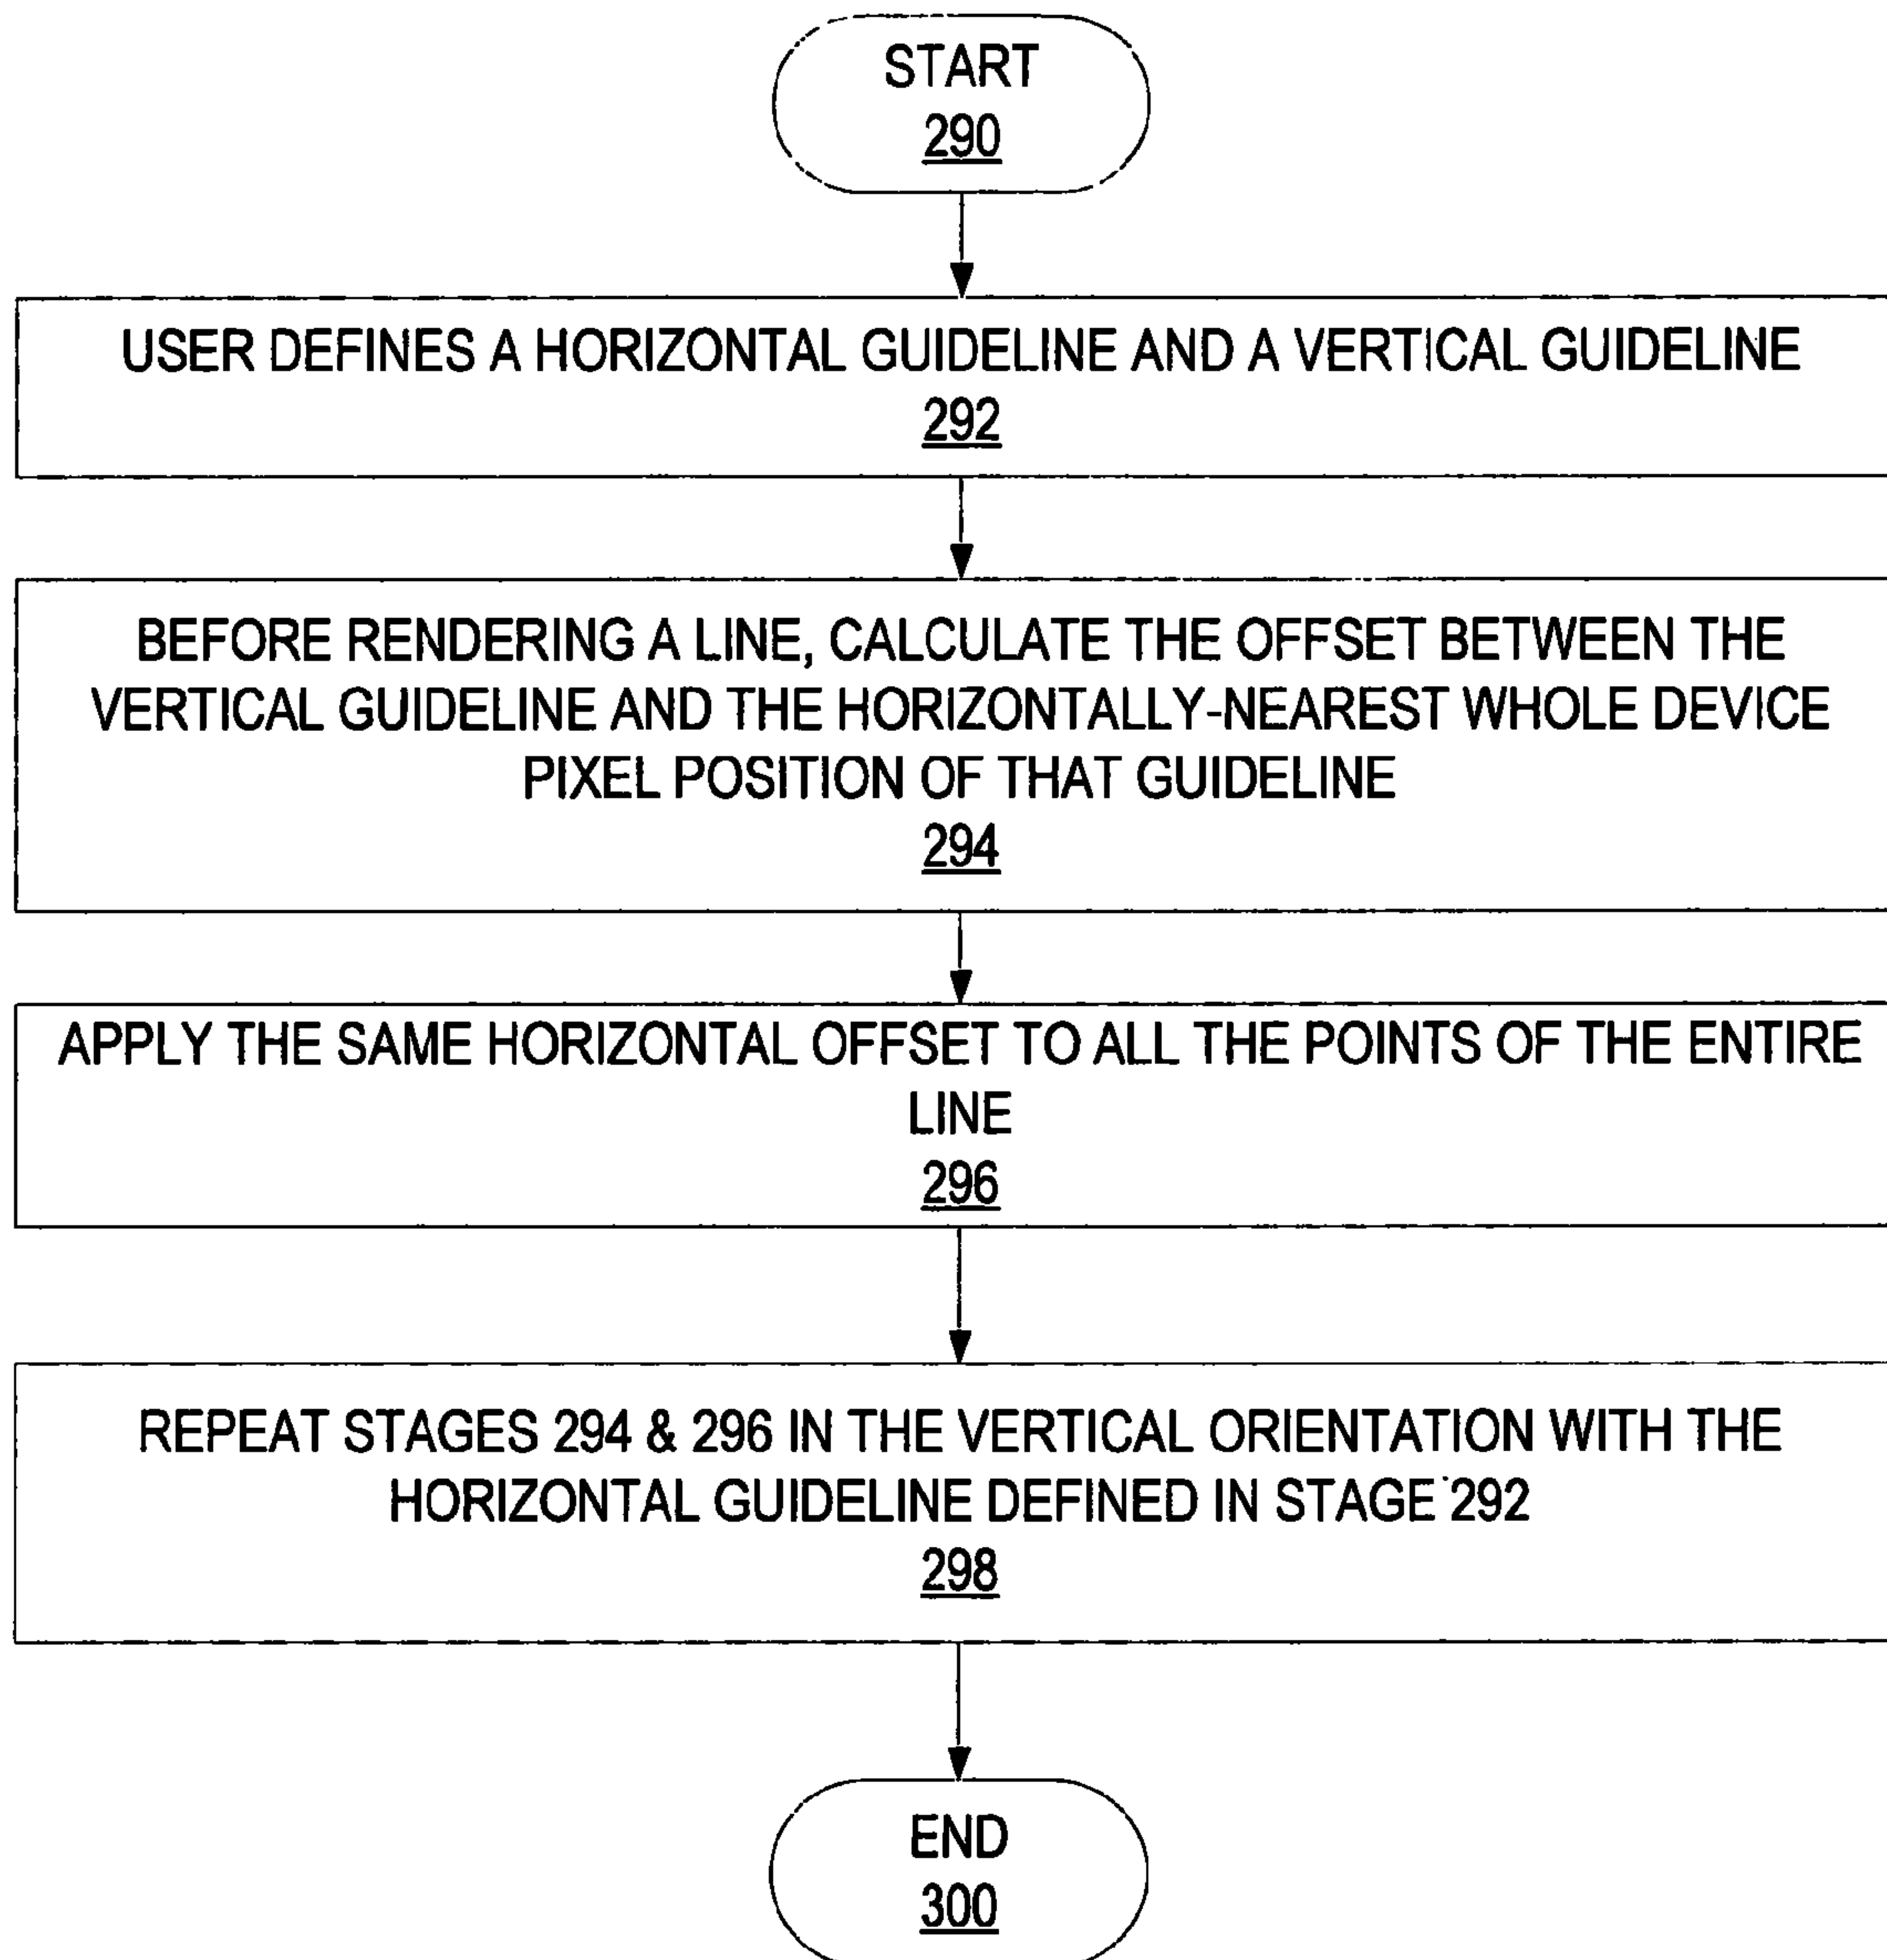 START
290
USER DEFINES A HORIZONTAL GUIDELINE AND A VERTICAL GUIDELINE
292
BEFORE RENDERING A LINE, CALCULATE THE OFFSET BETWEEN THE
VERTICAL GUIDELINE AND THE HORIZONTALLY-NEAREST WHOLE DEVICE
PIXEL POSITION OF THAT GUIDELINE
294
APPLY THE SAME HORIZONTAL OFFSET TO ALL THE POINTS OF THE ENTIRE
LINE
296
REPEAT STAGES 294 & 296 IN THE VERTICAL ORIENTATION WITH THE
HORIZONTAL GUIDELINE DEFINED IN STAGE 292
298
END
300